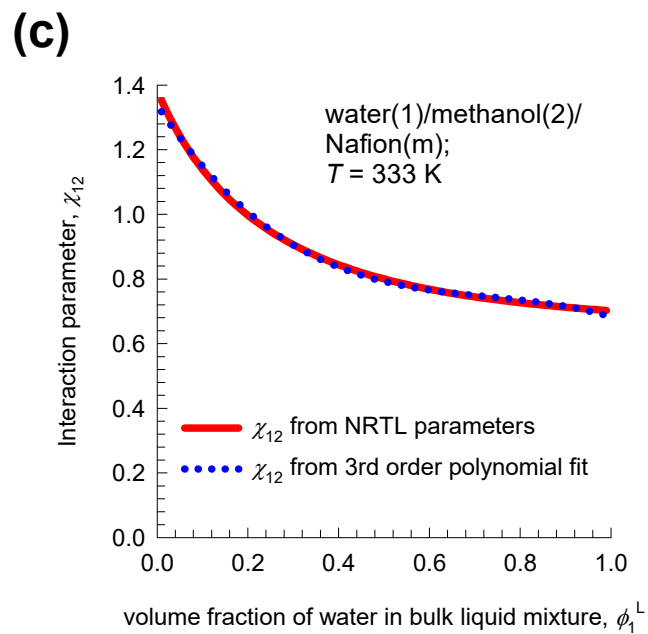 (c)
1.4
1.2
1.0
0.8
0.6
0.4
0.2
0.0
0.0 0.2 0.4 0.6 0.8 1.0
Interaction parameter, χ12
water(1)/methanol(2)/
Nafion(m);
T = 333 K
χ12 from NRTL parameters
χ12 from 3rd order polynomial fit
volume fraction of water in bulk liquid mixture, ϕ1L